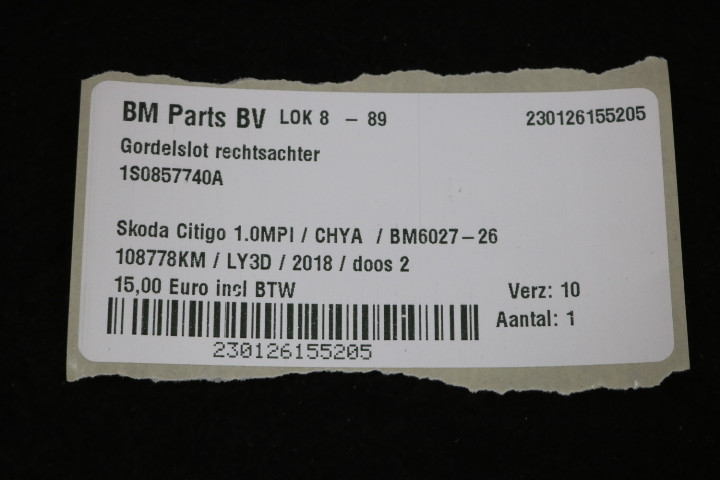 BM Parts BV LOK 8 - 89 230126155205
Gordelslot rechtsachter
1S0857740A
Skoda Citigo 1.0MPI / CHYA / BM6027-26
108778KM / LY3D / 2018 / doos 2
15,00 Euro incl BTW Verz: 10
Aantal: 1
230126155205